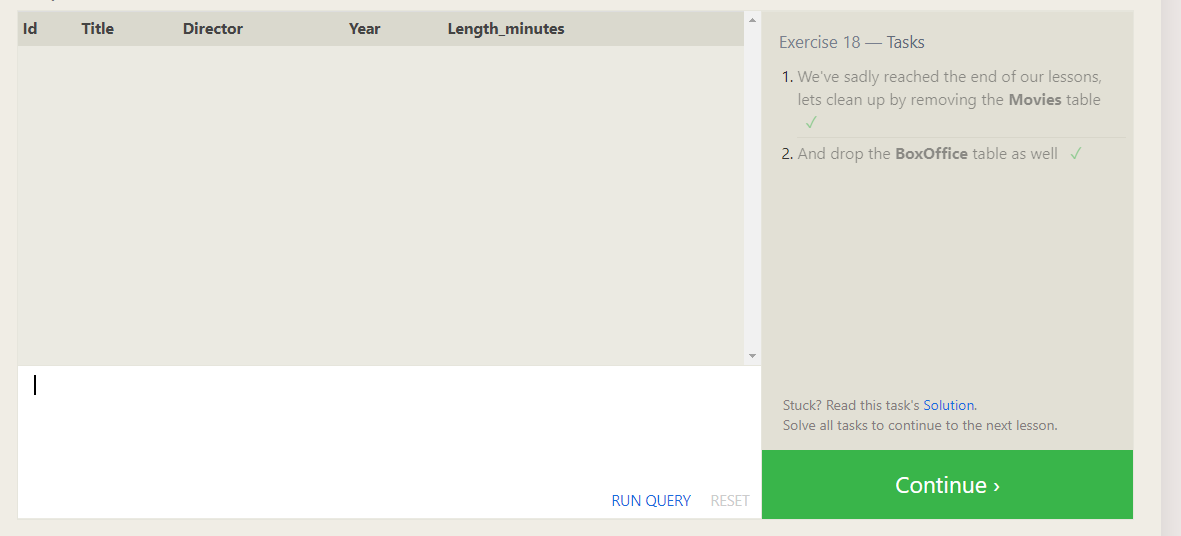 Id Title Director Year Length_minutes
Exercise 18 — Tasks
1. We've sadly reached the end of our lessons,
lets clean up by removing the Movies table
✓
2. And drop the BoxOffice table as well ✓
Stuck? Read this task's Solution.
Solve all tasks to continue to the next lesson.
RUN QUERY RESET
Continue ›